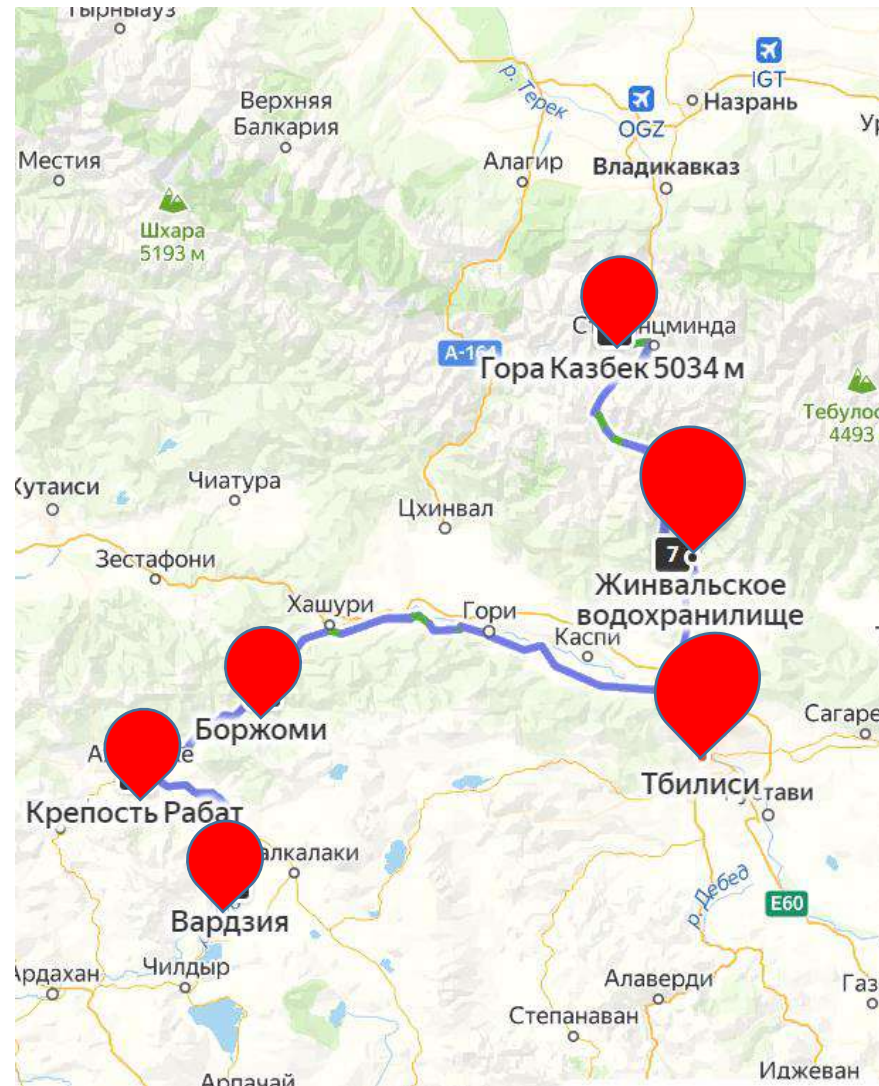 Тырныауз
IGT
OGZ
Назрань
р. Терек
Верхняя
Балкария
Местия
Алагир
Владикавказ
Шхара
5193 м
А-164
Гора Казбек 5034 м
4493
Кутаиси
Чиатура
Цхинвал
7
Жинвальское
водохранилище
Зестафони
Хашури
Гори
Каспи
Боржоми
Тбилиси
Крепость Рабат
Вардзия
р. Дебед
E60
Ардахан
Чилдыр
Алаверди
Степанаван
Иджеван
Арпачай